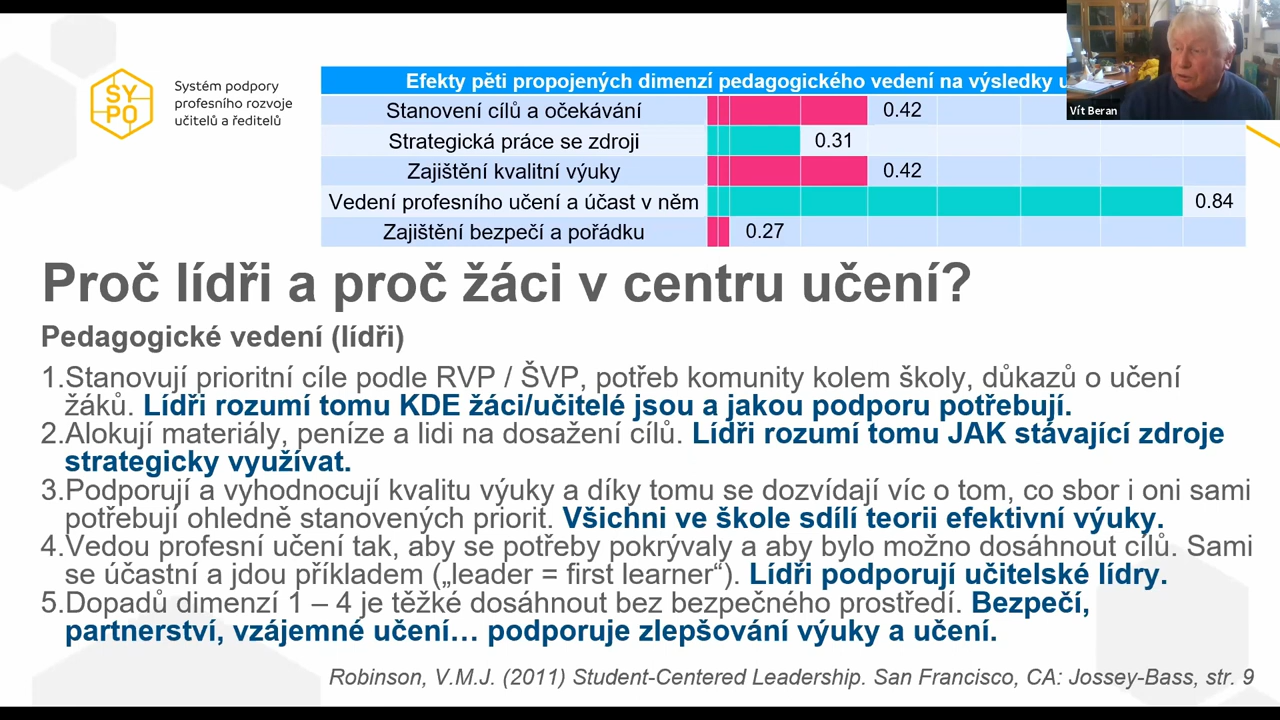 SY
PO
Systém podpory
profesního rozvoje
učitelů a ředitelů
Efekty pěti propojených dimenzí pedagogického vedení na výsledky
Stanovení cílů a očekávání 0.42
Strategická práce se zdroji 0.31
Zajištění kvalitní výuky 0.42
Vedení profesního učení a účast v něm 0.84
Zajištění bezpečí a pořádku 0.27
Vít Beran
Proč lídři a proč žáci v centru učení?
Pedagogické vedení (lídři)
1.Stanovují prioritní cíle podle RVP / ŠVP, potřeb komunity kolem školy, důkazů o učení
žáků. Lídři rozumí tomu KDE žáci/učitelé jsou a jakou podporu potřebují.
2.Alokují materiály, peníze a lidi na dosažení cílů. Lídři rozumí tomu JAK stávající zdroje
strategicky využívat.
3.Podporují a vyhodnocují kvalitu výuky a díky tomu se dozvídají víc o tom, co sbor i oni sami
potřebují ohledně stanovených priorit. Všichni ve škole sdílí teorii efektivní výuky.
4.Vedou profesní učení tak, aby se potřeby pokrývaly a aby bylo možno dosáhnout cílů. Sami
se účastní a jdou příkladem („leader = first learner“). Lídři podporují učitelské lídry.
5.Dopadů dimenzí 1 – 4 je těžké dosáhnout bez bezpečného prostředí. Bezpečí,
partnerství, vzájemné učení… podporuje zlepšování výuky a učení.
Robinson, V.M.J. (2011) Student-Centered Leadership. San Francisco, CA: Jossey-Bass, str. 9